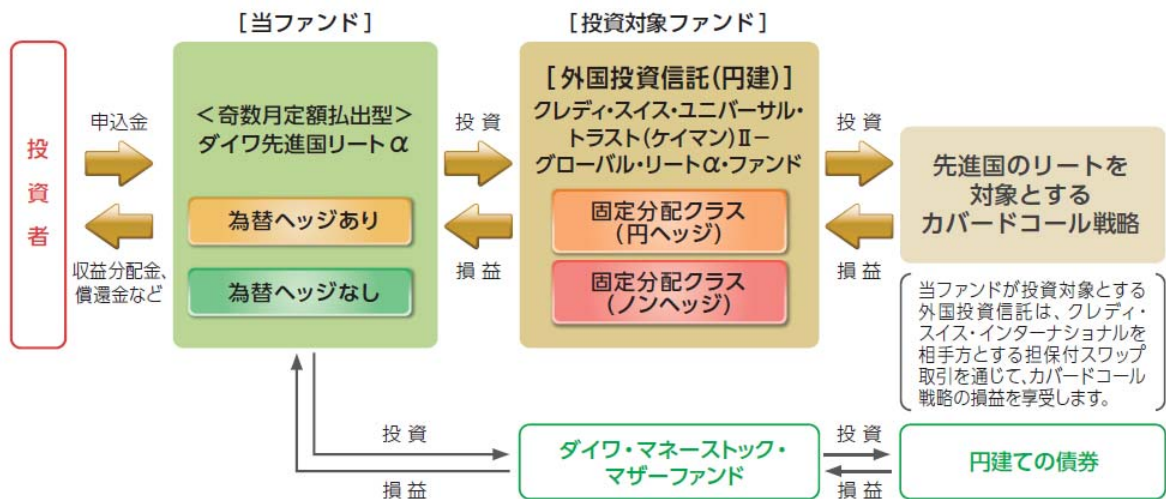 [当ファンド]
[投資対象ファンド]
投資者
申込金
収益分配金、
償還金など
<奇数月定額払出型>
ダイワ先進国リートα
為替ヘッジあり
為替ヘッジなし
投資
損益
[外国投資信託(円建)]
クレディ・スイス・ユニバーサル・
トラスト(ケイマン)Ⅱ－
グローバル・リートα・ファンド
固定分配クラス
(円ヘッジ)
固定分配クラス
(ノンヘッジ)
投資
損益
先進国のリートを
対象とする
カバードコール戦略
当ファンドが投資対象とする
外国投資信託は、クレディ・
スイス・インターナショナルを
相手方とする担保付スワップ
取引を通じて、カバードコール
戦略の損益を享受します。
投資
損益
ダイワ・マネーストック・
マザーファンド
投資
損益
円建ての債券